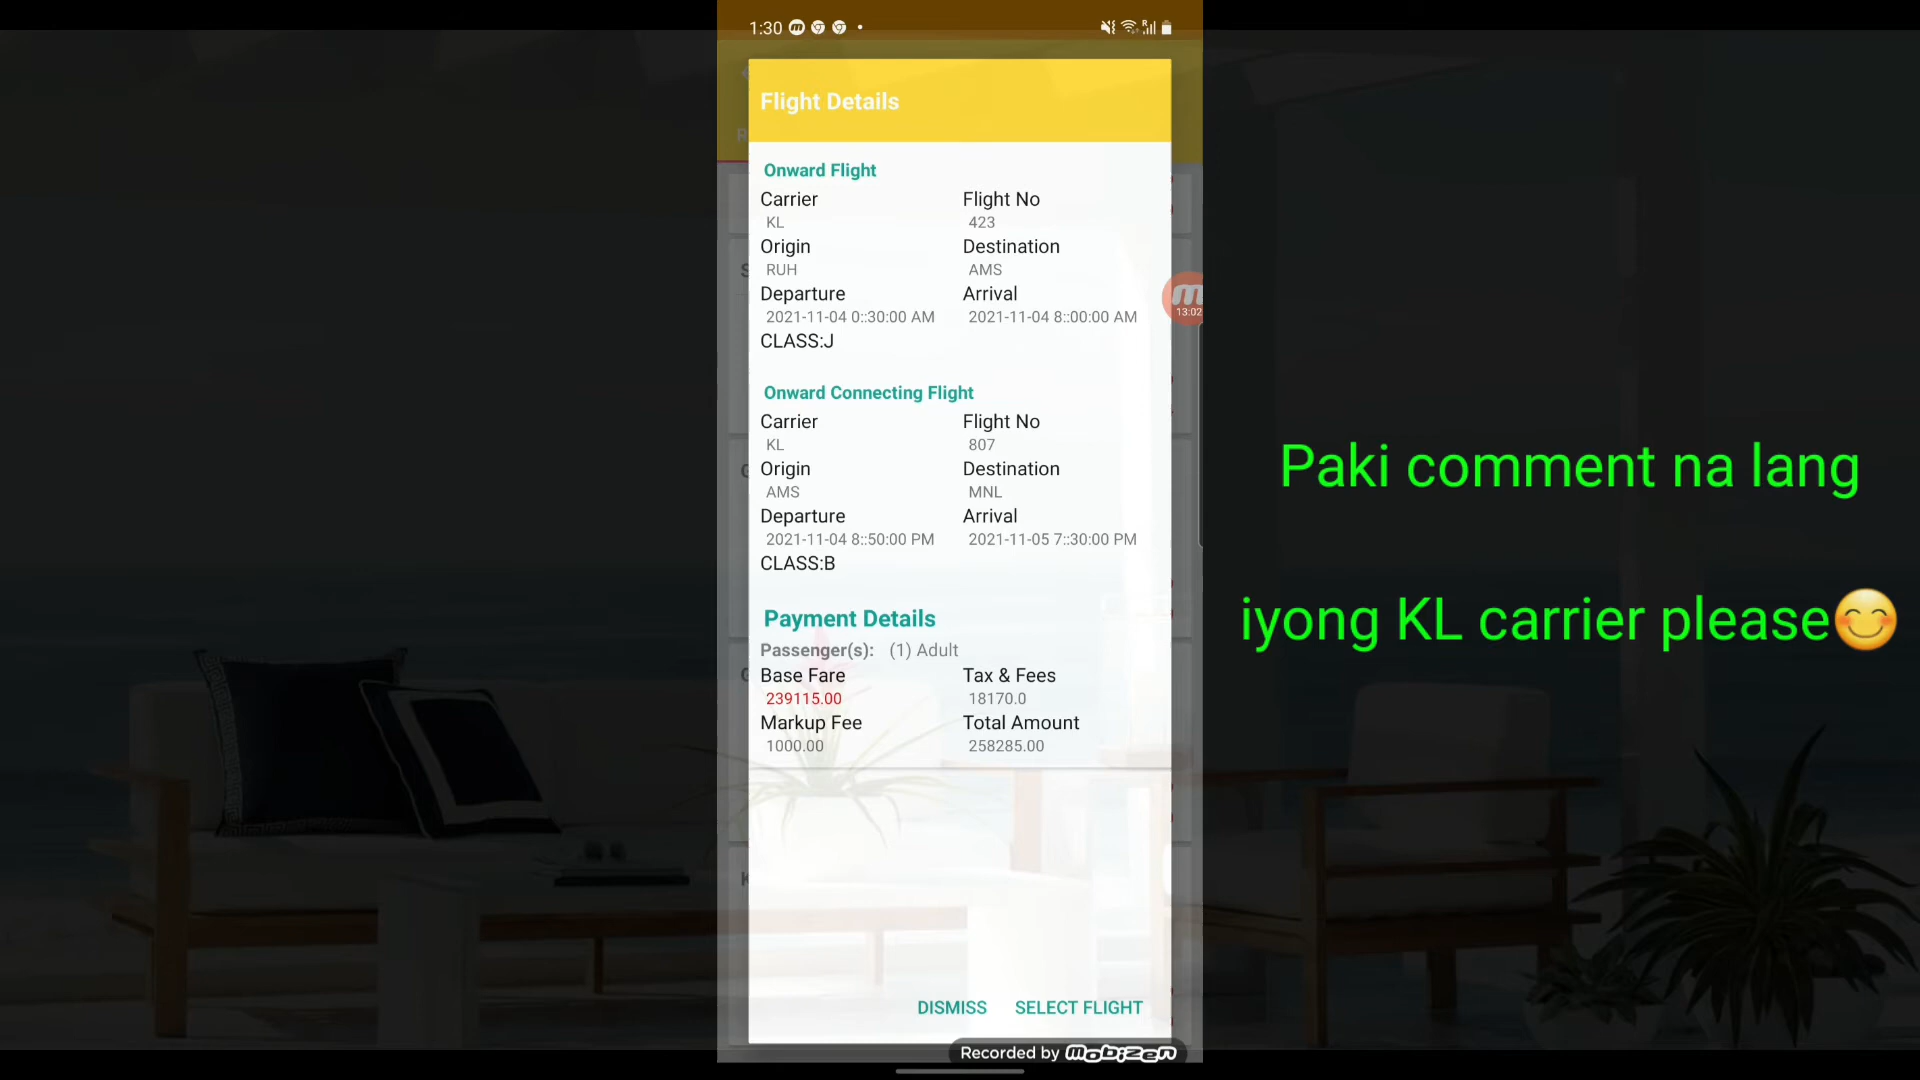 1:30
Flight Details
Onward Flight
Carrier Flight No
KL 423
Origin Destination
RUH AMS
Departure Arrival
2021-11-04 0::30:00 AM 2021-11-04 8::00:00 AM
CLASS:J
13:02
Onward Connecting Flight
Carrier Flight No
KL 807
Origin Destination
AMS MNL
Departure Arrival
2021-11-04 8::50:00 PM 2021-11-05 7::30:00 PM
CLASS:B
Payment Details
Passenger(s): (1) Adult
Base Fare Tax & Fees
239115.00 18170.0
Markup Fee Total Amount
1000.00 258285.00
DISMISS SELECT FLIGHT
Recorded by Mobizen
Paki comment na lang
iyong KL carrier please😊